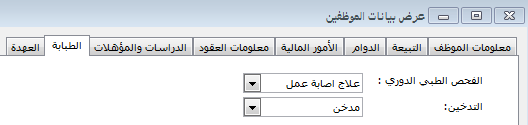 عرض بيانات الموظفين
معلومات الموظف التبيعة الدوام الأمور المالية معلومات العقود الدراسات والمؤهلات الطبابة العهدة
الفحص الطبي الدوري : علاج اصابة عمل
التدخين: مدخن